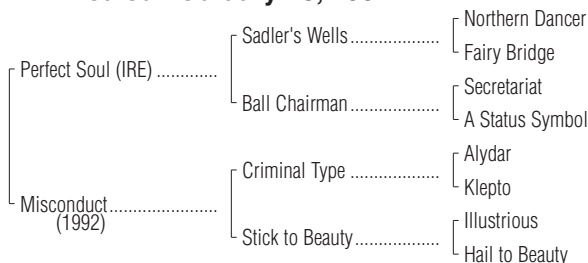 Northern Dancer
Sadler's Wells
Fairy Bridge
Perfect Soul (IRE)
Secretariat
Ball Chairman
A Status Symbol
Alydar
Criminal Type
Klepto
Misconduct
(1992)
Illustrious
Stick to Beauty
Hail to Beauty